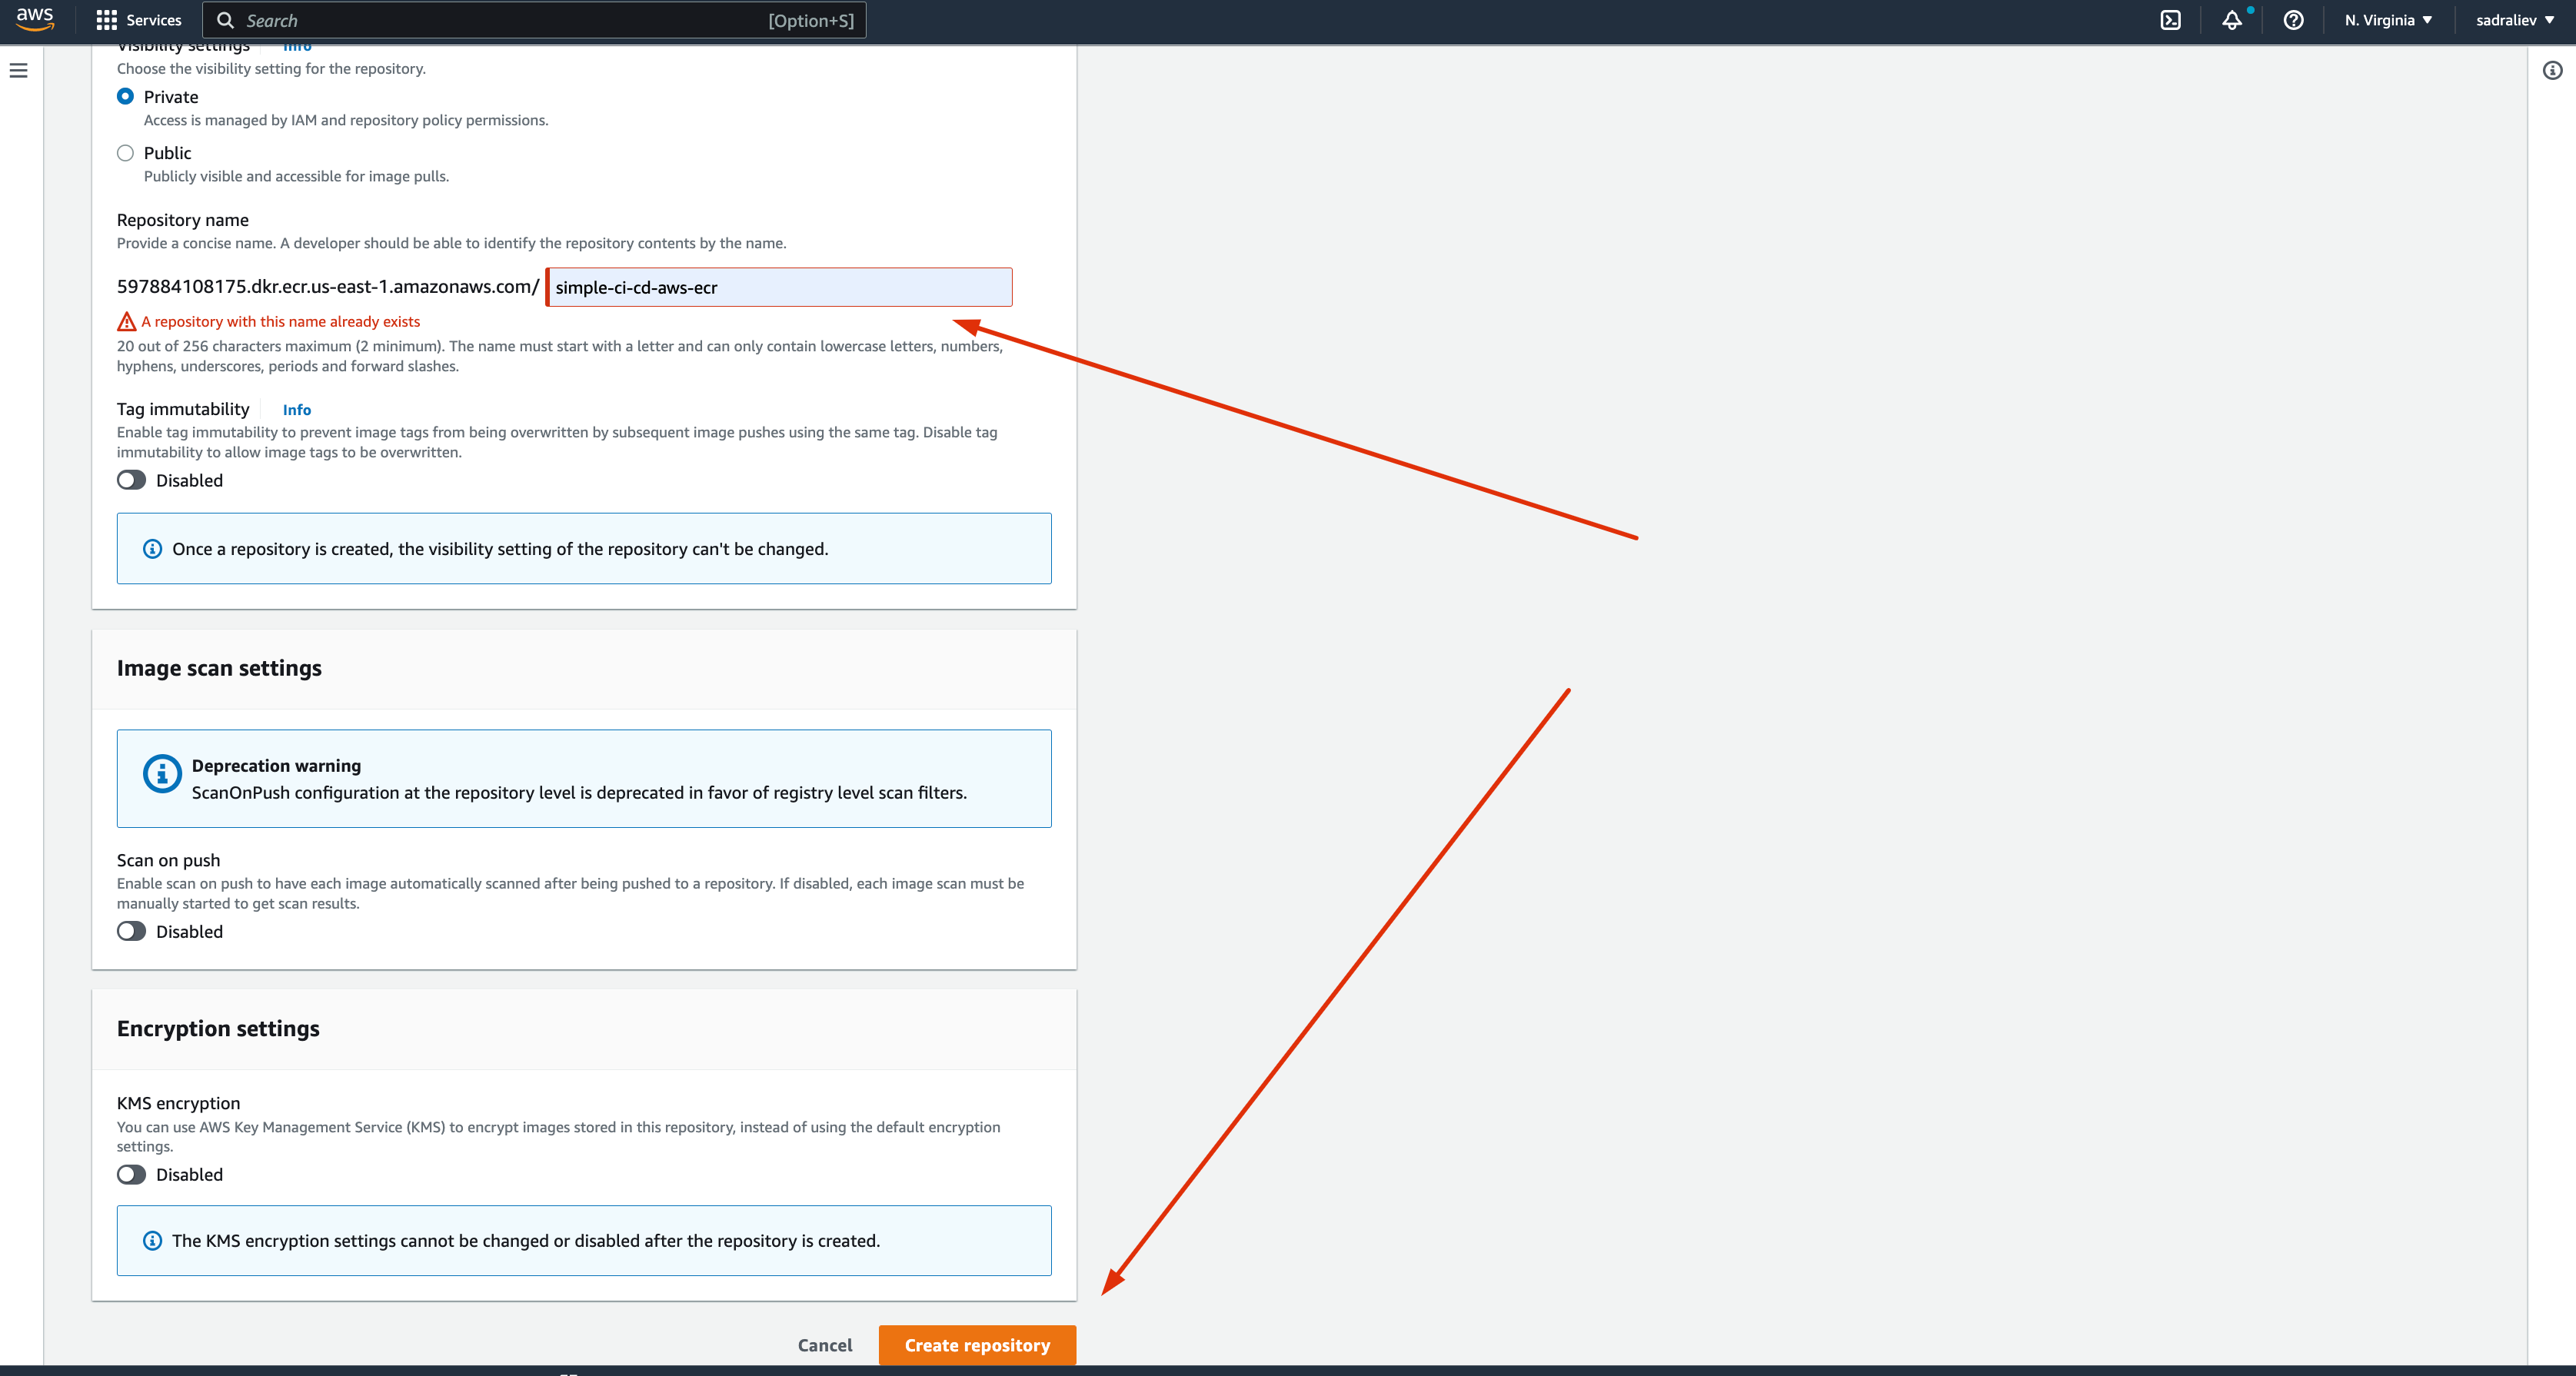 aws
Services
Search
[Option+S]
N. Virginia
sadraliev
Visibility settings
Info
Choose the visibility setting for the repository.
Private
Access is managed by IAM and repository policy permissions.
Public
Publicly visible and accessible for image pulls.
Repository name
Provide a concise name. A developer should be able to identify the repository contents by the name.
597884108175.dkr.ecr.us-east-1.amazonaws.com/
simple-ci-cd-aws-ecr
A repository with this name already exists
20 out of 256 characters maximum (2 minimum). The name must start with a letter and can only contain lowercase letters, numbers,
hyphens, underscores, periods and forward slashes.
Tag immutability
Info
Enable tag immutability to prevent image tags from being overwritten by subsequent image pushes using the same tag. Disable tag
immutability to allow image tags to be overwritten.
Disabled
Once a repository is created, the visibility setting of the repository can't be changed.
Image scan settings
Deprecation warning
ScanOnPush configuration at the repository level is deprecated in favor of registry level scan filters.
Scan on push
Enable scan on push to have each image automatically scanned after being pushed to a repository. If disabled, each image scan must be
manually started to get scan results.
Disabled
Encryption settings
KMS encryption
You can use AWS Key Management Service (KMS) to encrypt images stored in this repository, instead of using the default encryption
settings.
Disabled
The KMS encryption settings cannot be changed or disabled after the repository is created.
Cancel
Create repository